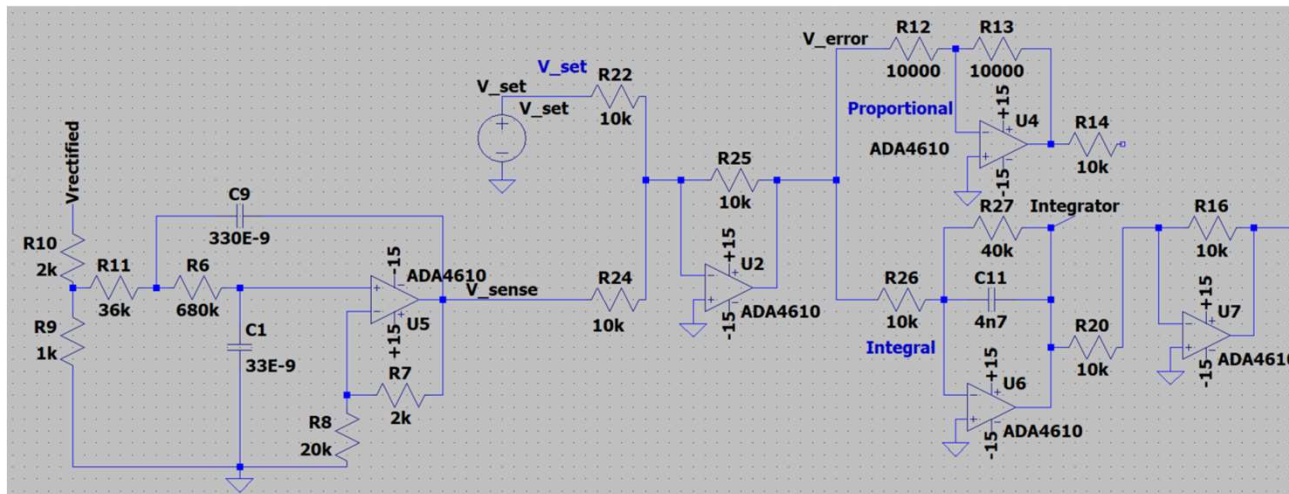 Vrectified
R10
2k
R9
1k
R11
36k
C9
330E-9
R6
680k
C1
33E-9
-15
ADA4610
+15
U5
R7
2k
R8
20k
V_sense
V_set
V_set
V_set
R22
10k
R24
10k
R25
10k
+15
U2
ADA4610
-15
V_error
R12
10000
R13
10000
Proportional
+15
U4
ADA4610
-15
R14
10k
R27
40k
Integrator
R26
10k
C11
4n7
Integral
+15
U6
ADA4610
-15
R20
10k
R16
10k
+15
U7
ADA4610
-15